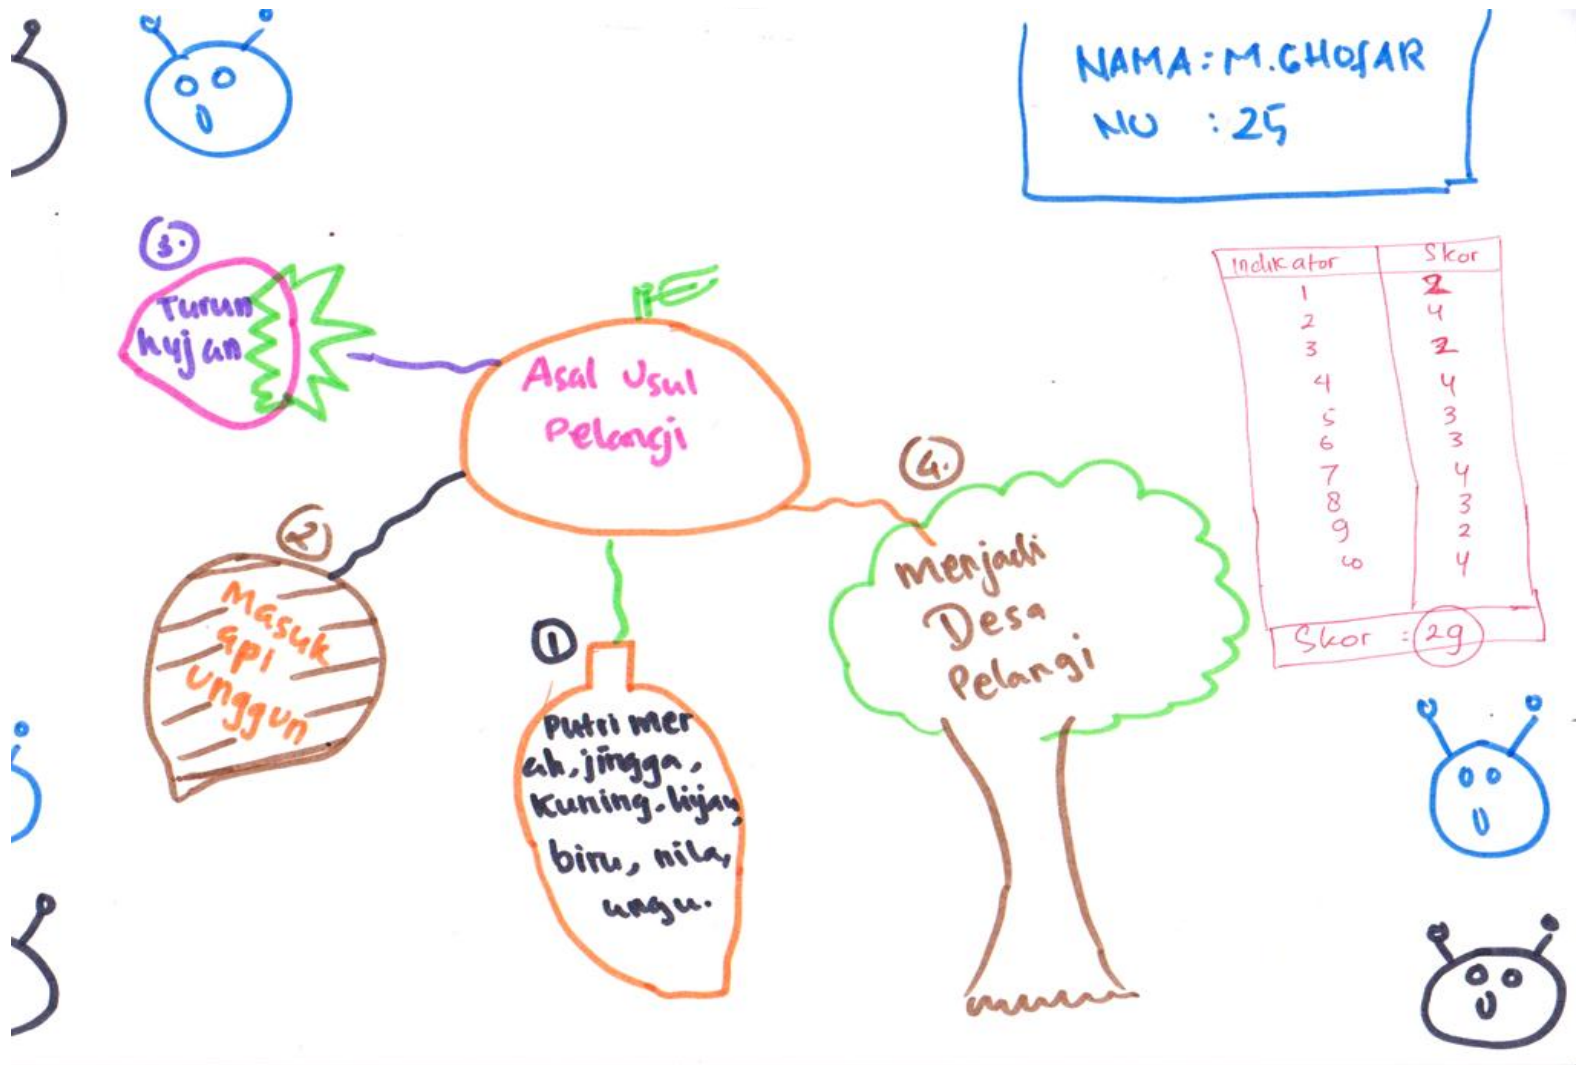 NAMA: M. GHOFAR
NO : 25
3.
Turun
hujan
Asal Usul
Pelangi
4.
Menjadi
Desa
Pelangi
2
Masuk
api
unggun
1
Putri mer
ah, jingga,
Kuning, hijau,
biru, nila,
ungu.
Indikator Skor
1 2
2 4
3 2
4 4
5 3
6 3
7 4
8 3
9 2
10 4
Skor : 29